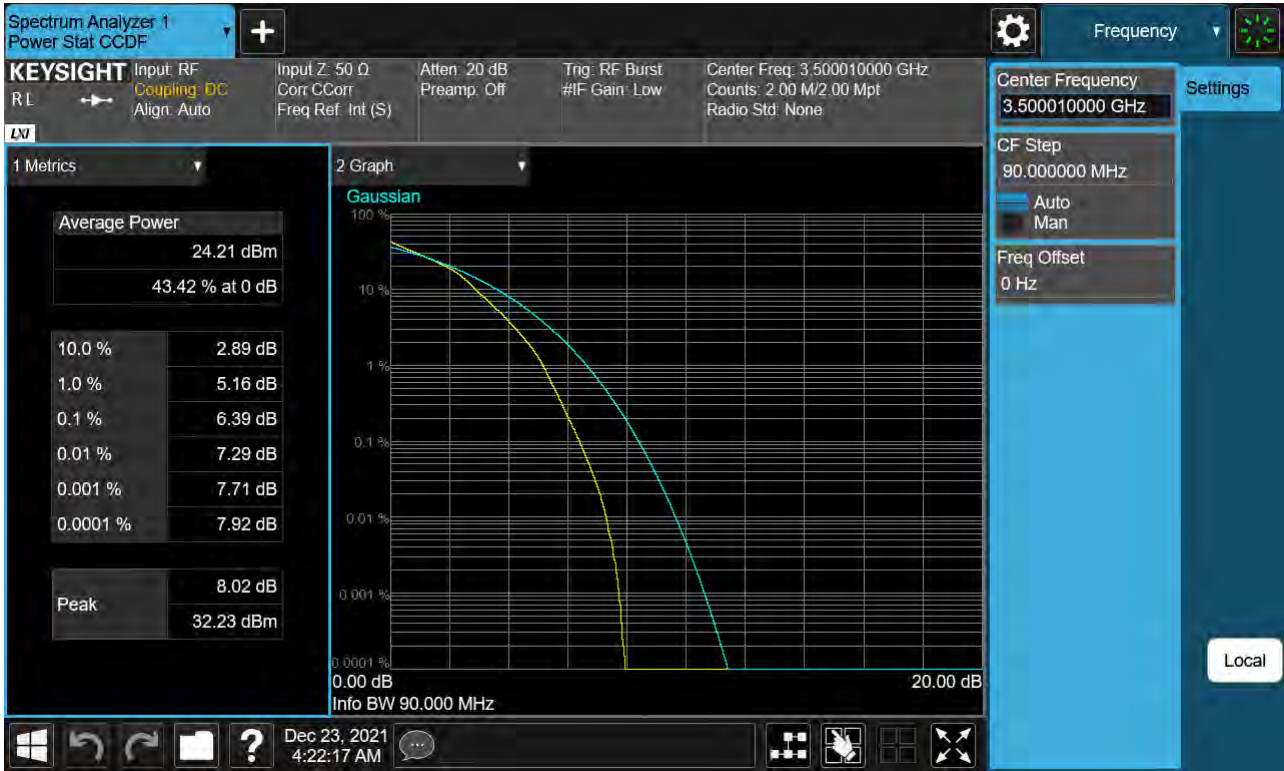 Spectrum Analyzer 1
Power Stat CCDF
+
Frequency
KEYSIGHT
Input: RF
Input Z: 50 Ω
Atten: 20 dB
Trig: RF Burst
Center Freq: 3.500010000 GHz
R L
Coupling: DC
Corr CCorr
Preamp: Off
#IF Gain: Low
Counts: 2.00 M/2.00 Mpt
Align: Auto
Freq Ref: Int (S)
Radio Std: None
LXI
Center Frequency
3.500010000 GHz
Settings
CF Step
90.000000 MHz
Auto
Man
Freq Offset
0 Hz
1 Metrics
Average Power
24.21 dBm
43.42 % at 0 dB
10.0 % 2.89 dB
1.0 % 5.16 dB
0.1 % 6.39 dB
0.01 % 7.29 dB
0.001 % 7.71 dB
0.0001 % 7.92 dB
Peak
8.02 dB
32.23 dBm
2 Graph
Gaussian
100 %
10 %
1 %
0.1 %
0.01 %
0.001 %
0.0001 %
0.00 dB
20.00 dB
Info BW 90.000 MHz
Local
?
Dec 23, 2021
4:22:17 AM